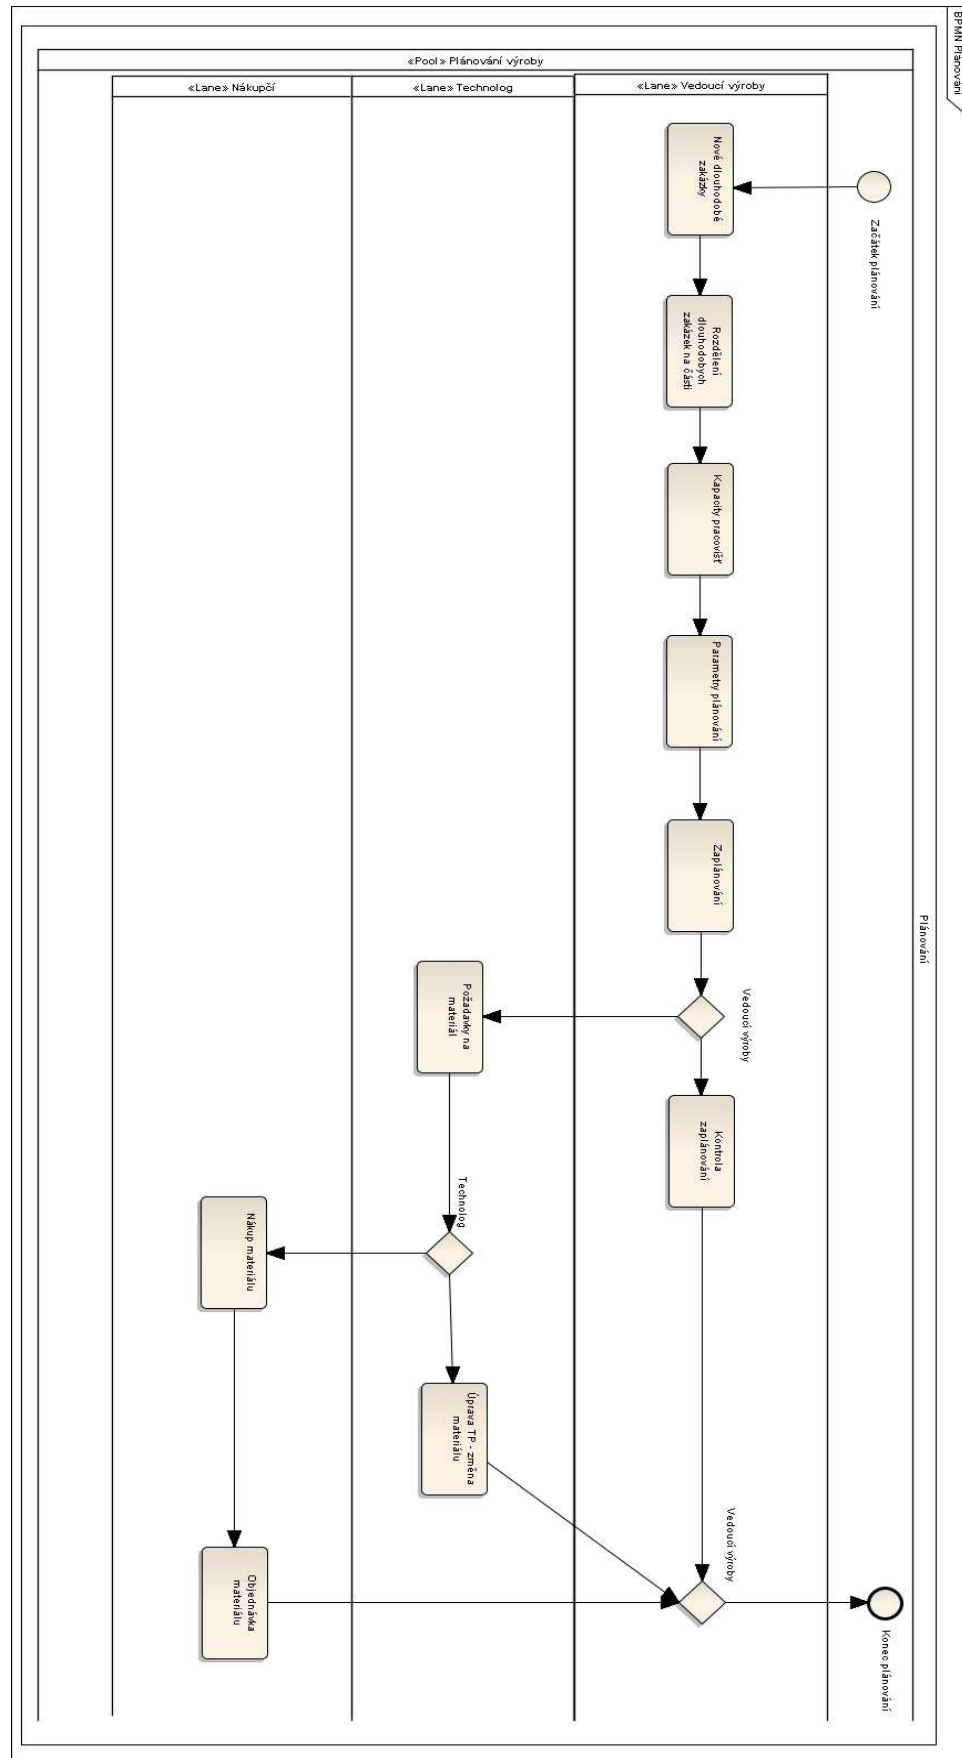 BPMN Plánování
«Pool» Plánování výroby
«Lane» Nákupčí
«Lane» Technolog
«Lane» Vedoucí výroby
Plánování
Začátek plánování
Nové dlouhodobé
zakázky
Rozdělení
dlouhodobych
zakázek na části
Kapacity pracovišť
Parametry plánování
Zaplánování
Vedoucí výroby
Požadavky na
materiál
Kontrola
zaplánování
Technolog
Nákup materiálu
Úprava TP - změna
materiálu
Objednávka
materiálu
Vedoucí výroby
Konec plánování